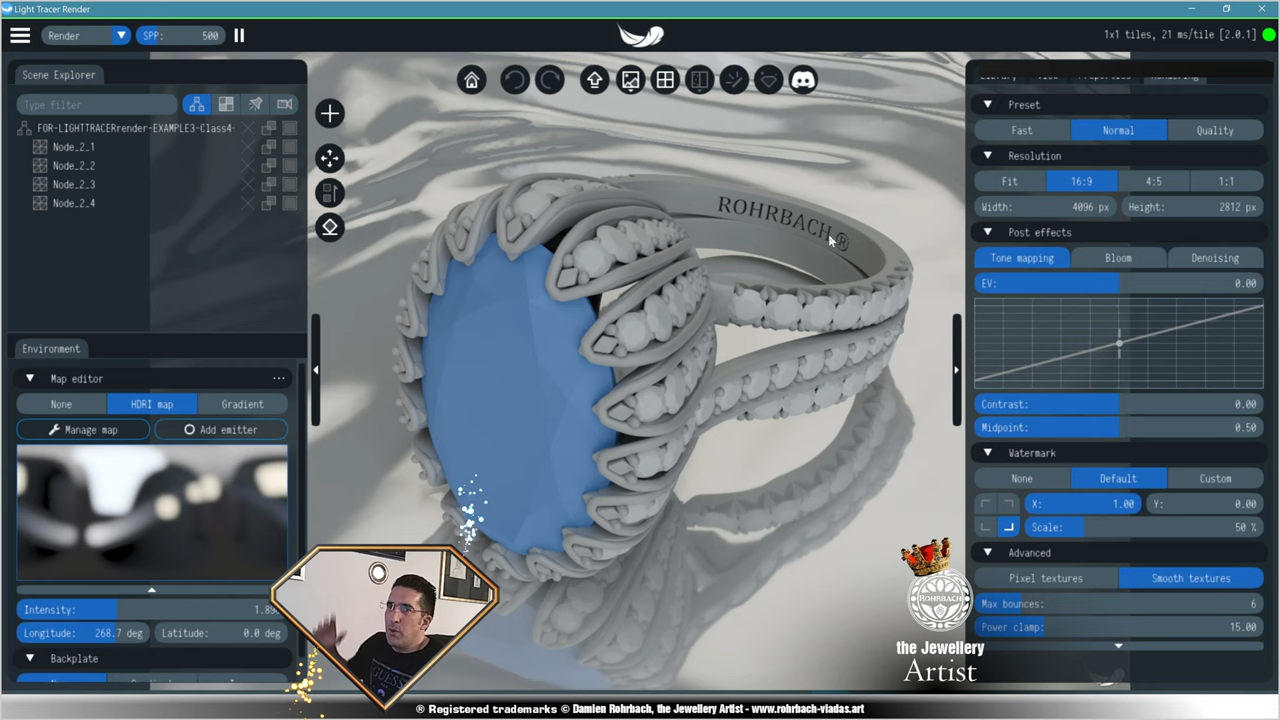 Light Tracer Render
Render
SPP: 500
1x1 tiles, 21 ms/tile [2.0.1]
Scene Explorer
Type filter
FOR-LIGHTTRACERrender-EXAMPLE3-Class4-
Node_2_1
Node_2_2
Node_2_3
Node_2_4
Environment
Map editor
None
HDRI map
Gradient
Manage map
Add emitter
Intensity:
Longitude: 268.7 deg
Latitude: 0.0 deg
Backplate
ROHRBACH®
GUESS
Rendering
Preset
Fast
Normal
Quality
Resolution
Fit
16:9
4:5
1:1
Width: 4096 px
Height: 2812 px
Post effects
Tone mapping
Bloom
Denoising
EV: 0.00
Contrast: 0.00
Midpoint: 0.50
Watermark
None
Default
Custom
X: 1.00
Y: 0.00
Scale: 50 %
Advanced
Pixel textures
Smooth textures
Max bounces: 6
Power clamp: 15.00
ROHRBACH
the Jewellery
Artist
® Registered trademarks © Damien Rohrbach, the Jewellery Artist - www.rohrbach-vladas.art